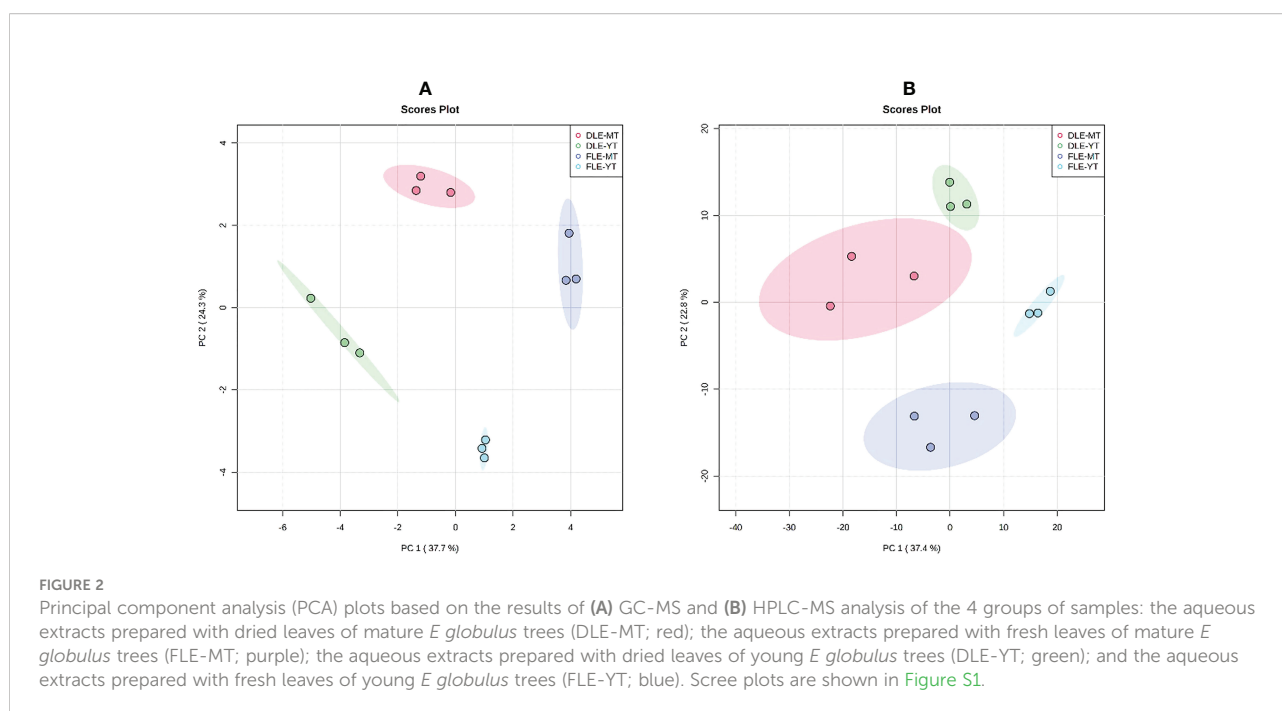 A
Scores Plot
DLE-MT
DLE-YT
FLE-MT
FLE-YT
4
2
0
-2
-4
PC 2 ( 24.3 %)
-6
-4
-2
0
2
4
PC 1 ( 37.7 %)
B
Scores Plot
DLE-MT
DLE-YT
FLE-MT
FLE-YT
20
10
0
-10
-20
PC 2 ( 22.8 %)
-40
-30
-20
-10
0
10
20
PC 1 ( 37.4 %)
FIGURE 2
Principal component analysis (PCA) plots based on the results of (A) GC-MS and (B) HPLC-MS analysis of the 4 groups of samples: the aqueous
extracts prepared with dried leaves of mature E globulus trees (DLE-MT; red); the aqueous extracts prepared with fresh leaves of mature E
globulus trees (FLE-MT; purple); the aqueous extracts prepared with dried leaves of young E globulus trees (DLE-YT; green); and the aqueous
extracts prepared with fresh leaves of young E globulus trees (FLE-YT; blue). Scree plots are shown in Figure S1.